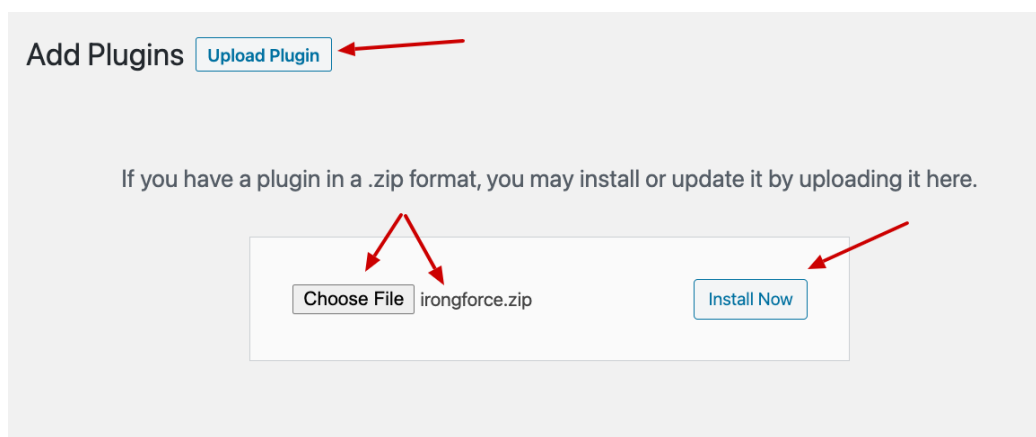 Add Plugins Upload Plugin
If you have a plugin in a .zip format, you may install or update it by uploading it here.
Choose File irongforce.zip Install Now